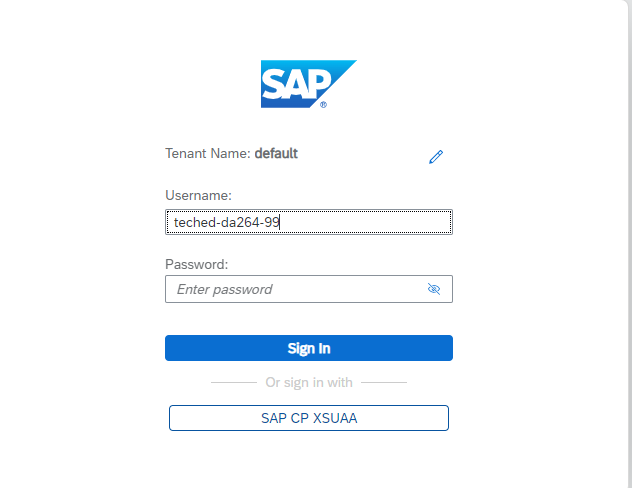 SAP
®
Tenant Name: default
Username:
teched-da264-99
Password:
Enter password
Sign In
Or sign in with
SAP CP XSUAA